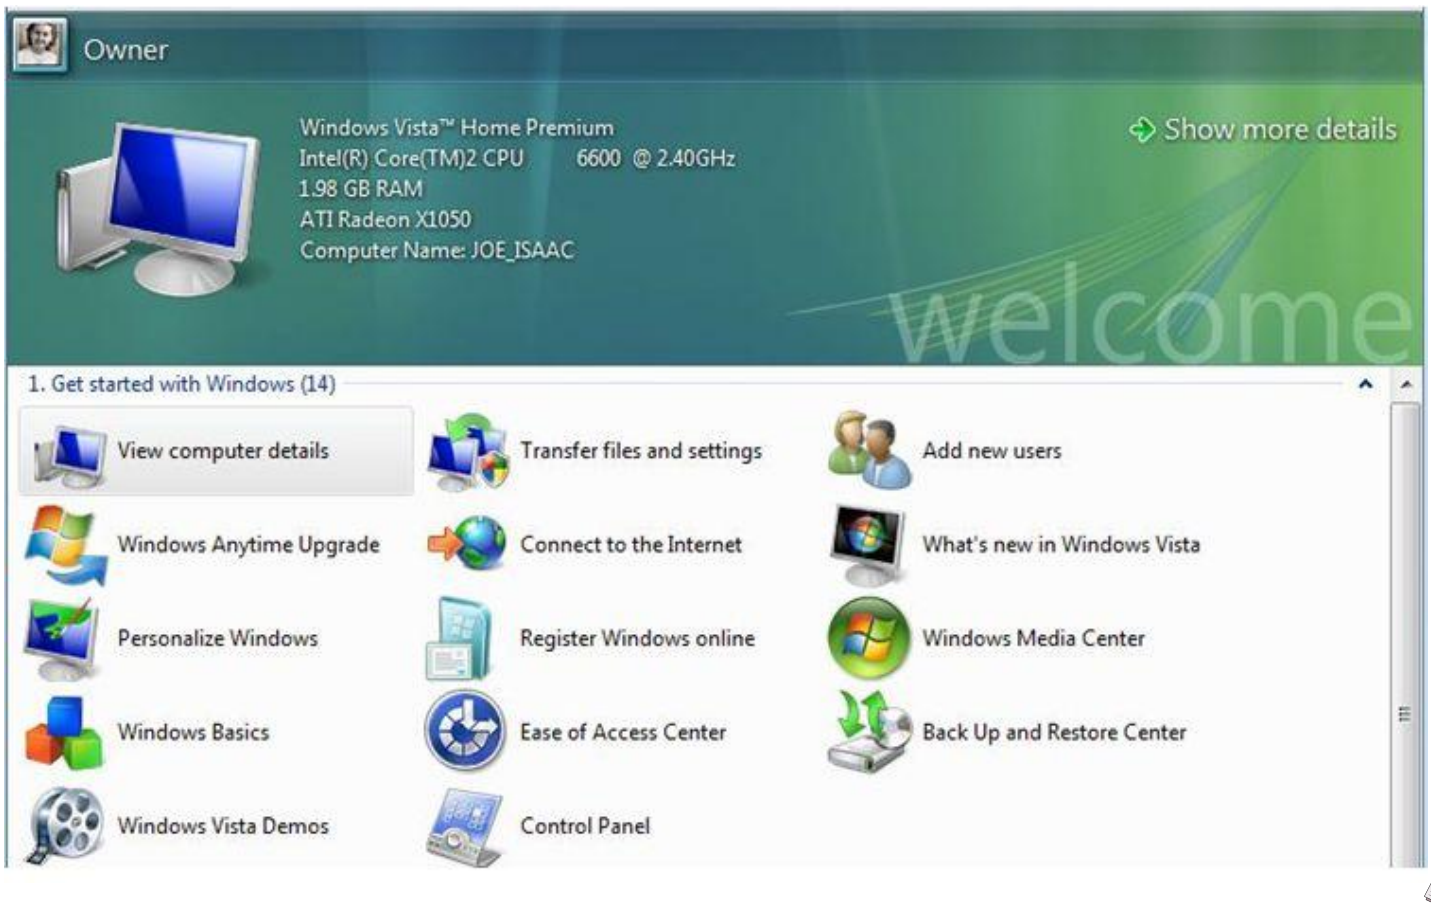 Owner
Windows Vista™ Home Premium
Intel(R) Core(TM)2 CPU 6600 @ 2.40GHz
1.98 GB RAM
ATI Radeon X1050
Computer Name: JOE_ISAAC
Show more details
welcome
1. Get started with Windows (14)
View computer details
Transfer files and settings
Add new users
Windows Anytime Upgrade
Connect to the Internet
What's new in Windows Vista
Personalize Windows
Register Windows online
Windows Media Center
Windows Basics
Ease of Access Center
Back Up and Restore Center
Windows Vista Demos
Control Panel